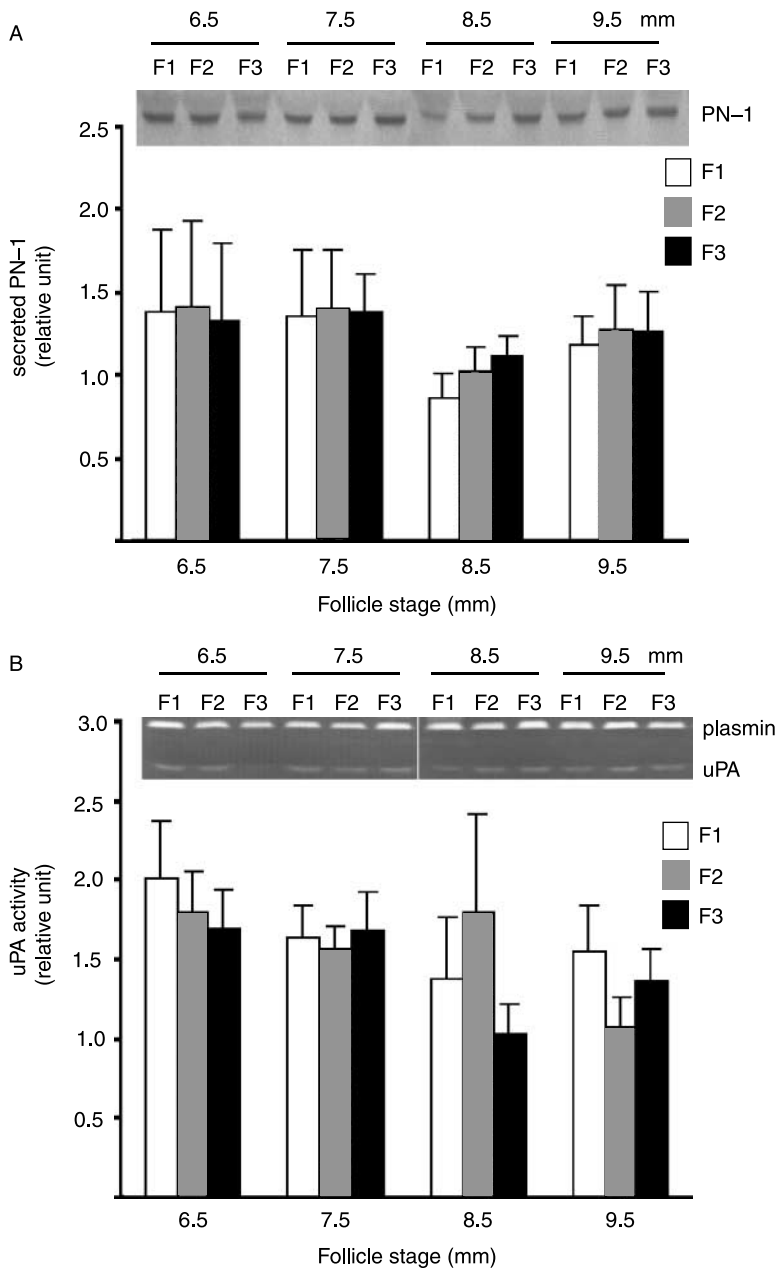 A
6.5 7.5 8.5 9.5 mm
F1 F2 F3 F1 F2 F3 F1 F2 F3 F1 F2 F3
PN–1
2.5
2.0
1.5
1.0
0.5
secreted PN–1
(relative unit)
F1
F2
F3
6.5 7.5 8.5 9.5
Follicle stage (mm)
B
6.5 7.5 8.5 9.5 mm
F1 F2 F3 F1 F2 F3 F1 F2 F3 F1 F2 F3
plasmin
uPA
3.0
2.5
2.0
1.5
1.0
0.5
uPA activity
(relative unit)
F1
F2
F3
6.5 7.5 8.5 9.5
Follicle stage (mm)